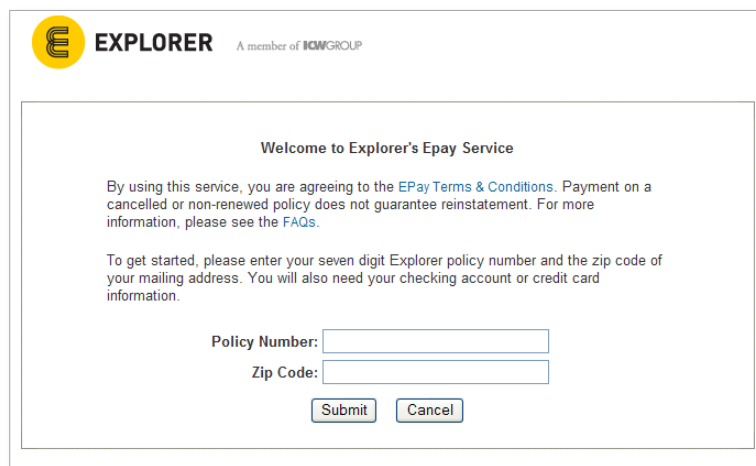 EXPLORER A member of ICWGROUP
Welcome to Explorer's Epay Service
By using this service, you are agreeing to the EPay Terms & Conditions. Payment on a
cancelled or non-renewed policy does not guarantee reinstatement. For more
information, please see the FAQs.
To get started, please enter your seven digit Explorer policy number and the zip code of
your mailing address. You will also need your checking account or credit card
information.
Policy Number:
Zip Code:
Submit Cancel